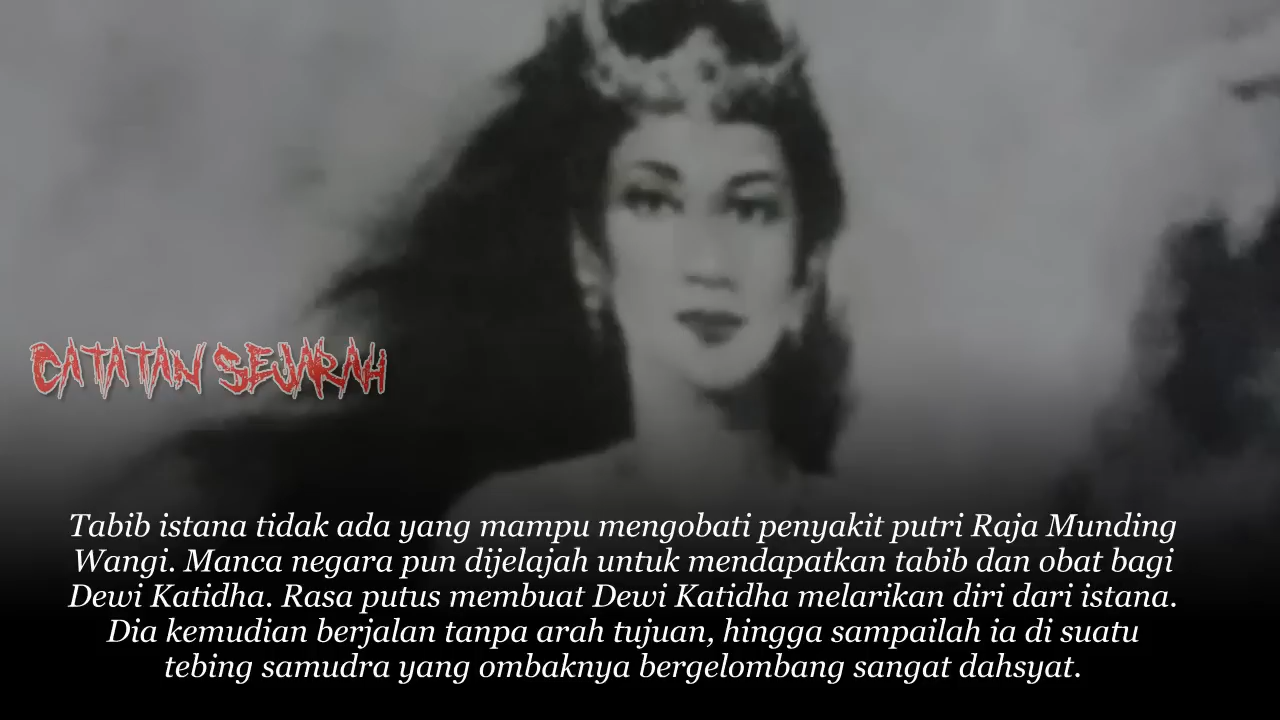 CATATAN SEJARAH
Tabib istana tidak ada yang mampu mengobati penyakit putri Raja Munding
Wangi. Manca negara pun dijelajah untuk mendapatkan tabib dan obat bagi
Dewi Katidha. Rasa putus membuat Dewi Katidha melarikan diri dari istana.
Dia kemudian berjalan tanpa arah tujuan, hingga sampailah ia di suatu
tebing samudra yang ombaknya bergelombang sangat dahsyat.